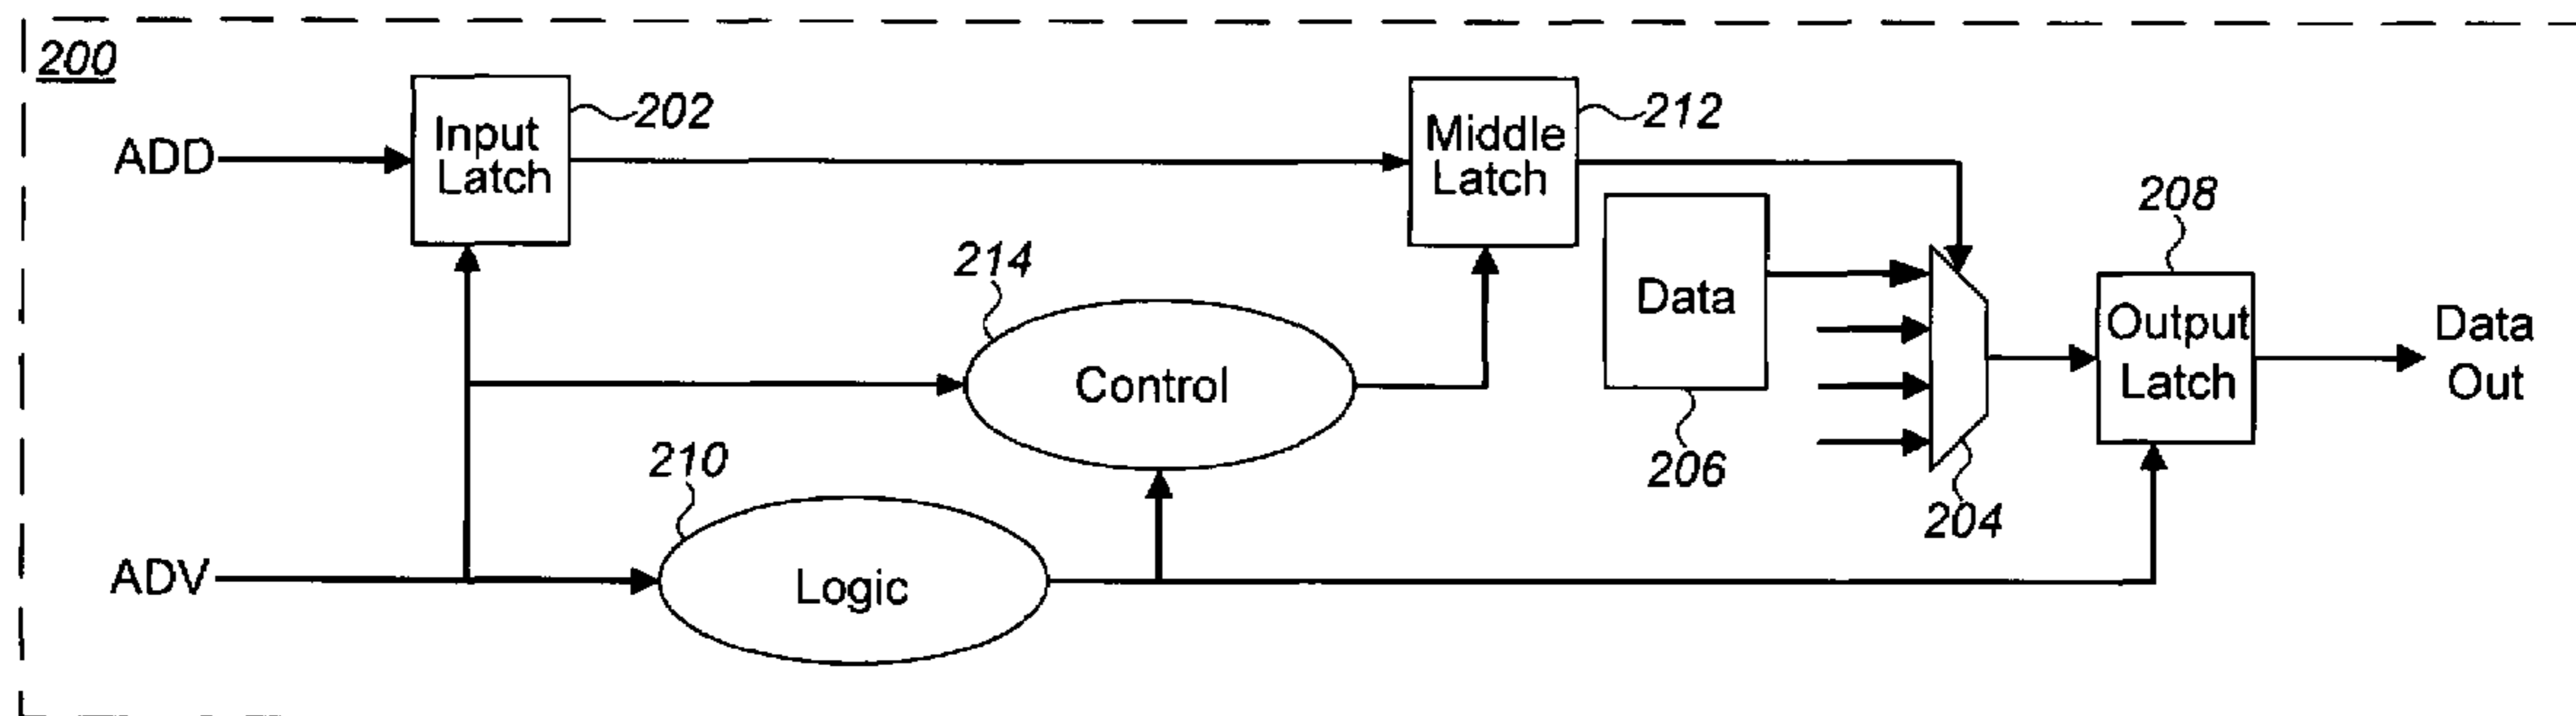 200
ADD
Input
Latch
202
Middle
Latch
212
208
214
Data
Output
Latch
Data
Out
Control
206
210
204
ADV
Logic